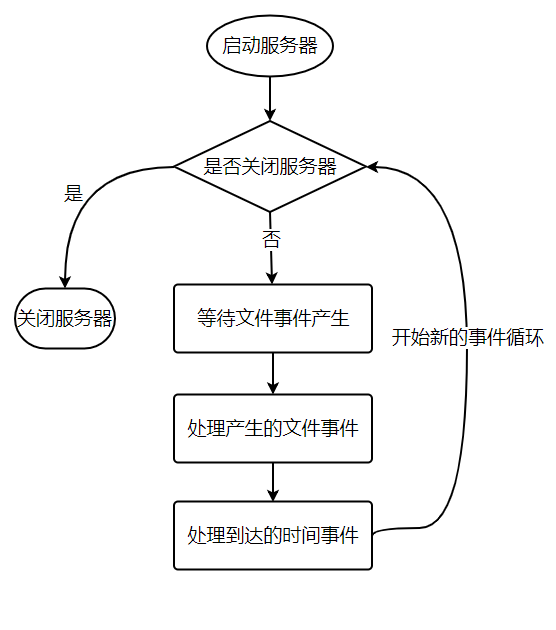 启动服务器
是否关闭服务器
是
否
关闭服务器
等待文件事件产生
开始新的事件循环
处理产生的文件事件
处理到达的时间事件